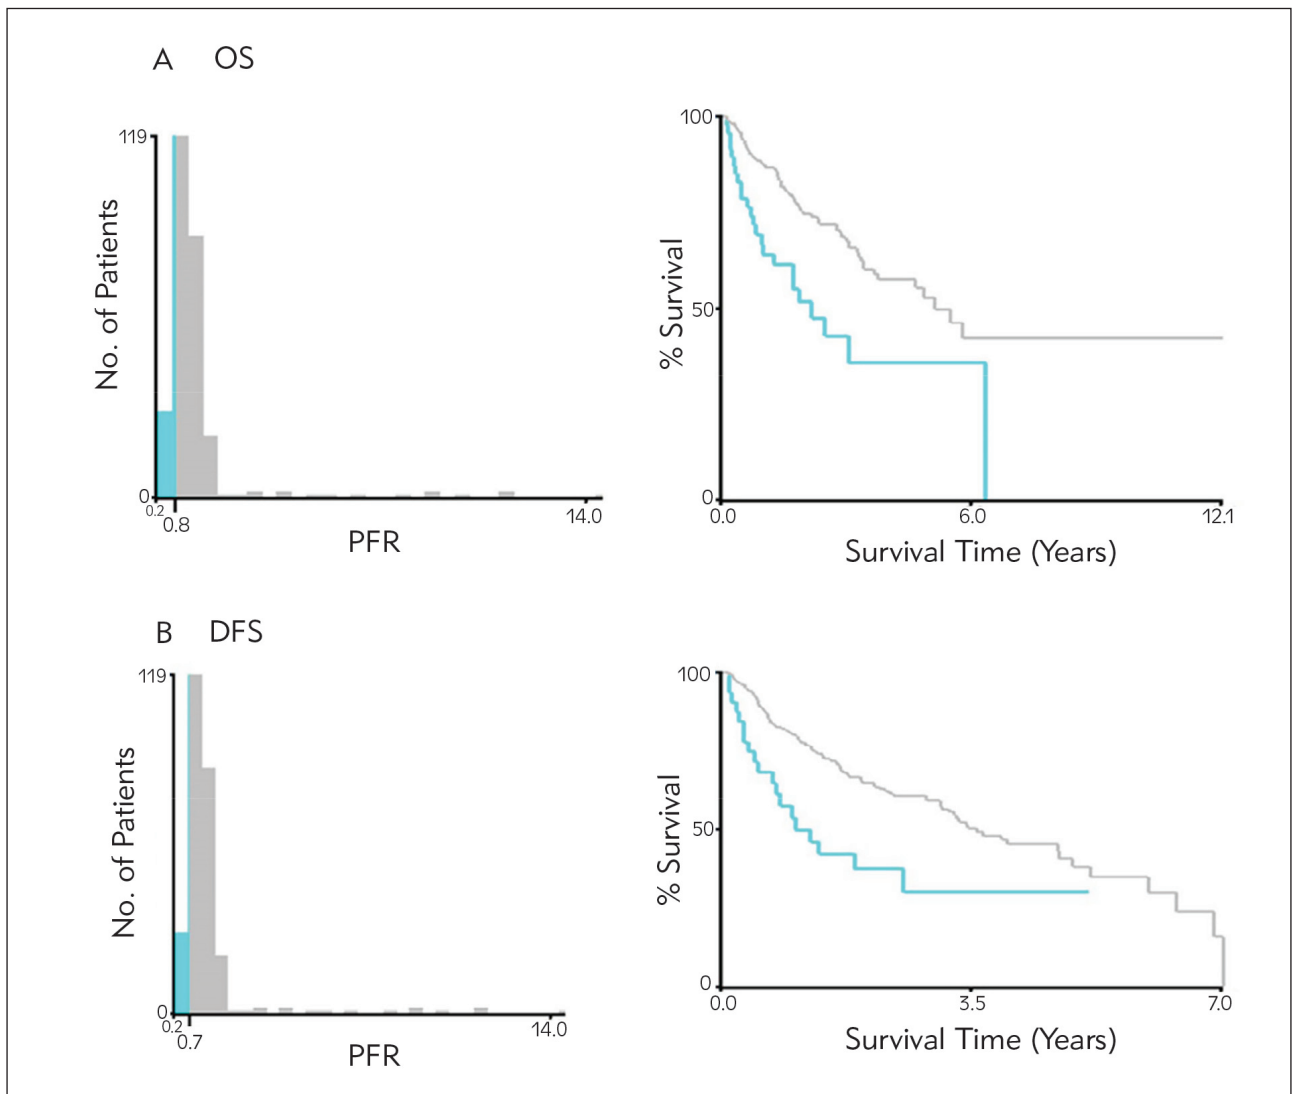 A OS
119
No. of Patients
0
0.2
0.8
14.0
PFR
100
% Survival
50
0
0.0
6.0
12.1
Survival Time (Years)
B DFS
119
No. of Patients
0
0.2
0.7
14.0
PFR
100
% Survival
50
0
0.0
3.5
7.0
Survival Time (Years)